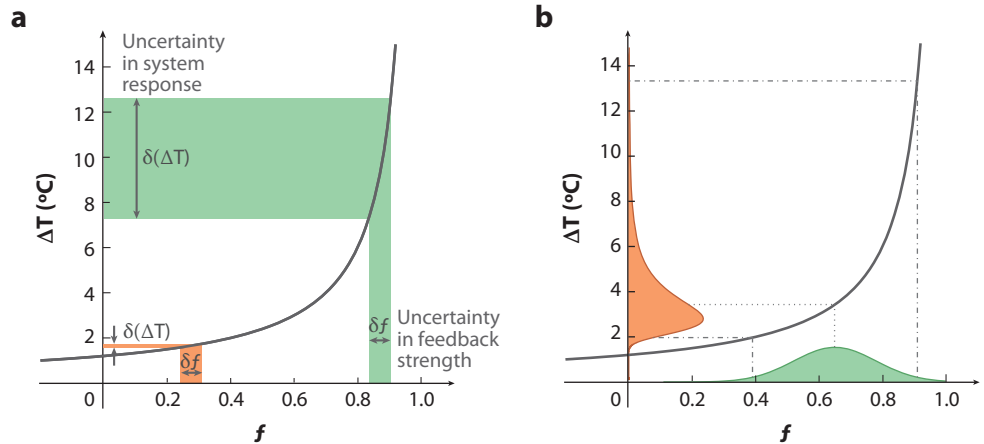 a
Uncertainty
in system
response
14
12
10
8
6
4
2
0
ΔT (ºC)
δ(ΔT)
δ(ΔT)
δf
δf
Uncertainty
in feedback
strength
0.2 0.4 0.6 0.8 1.0
f
b
14
12
10
8
6
4
2
0
ΔT (ºC)
0.2 0.4 0.6 0.8 1.0
f